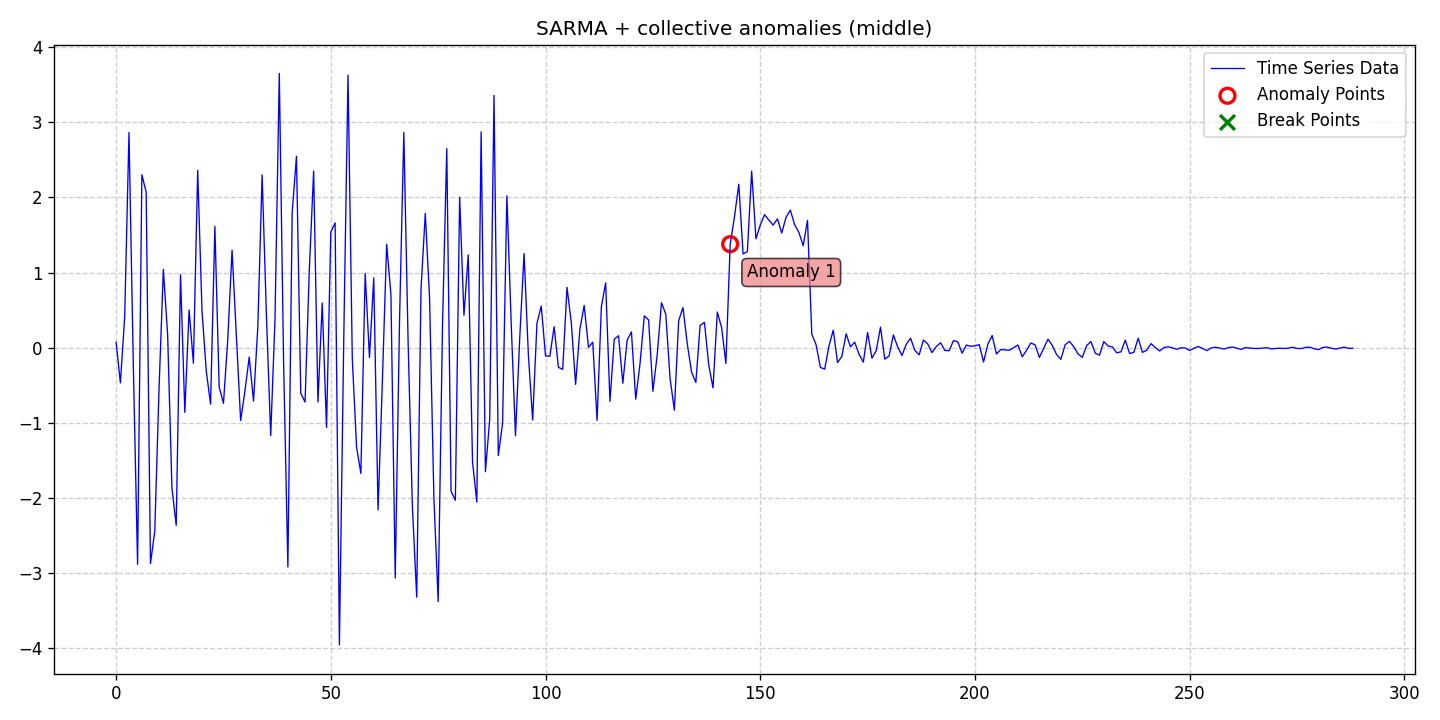 SARMA + collective anomalies (middle)
4
3
2
1
0
−1
−2
−3
−4
Time Series Data
Anomaly Points
Break Points
Anomaly 1
0 50 100 150 200 250 300